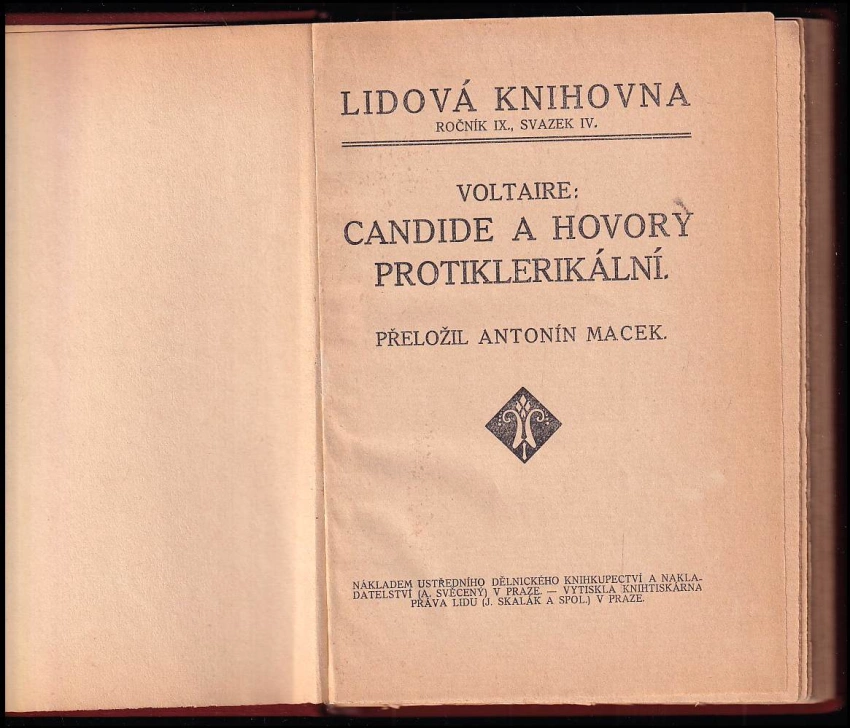 LIDOVÁ KNIHOVNA
ROČNÍK IX., SVAZEK IV.
VOLTAIRE:
CANDIDE A HOVORY
PROTIKLERIKÁLNÍ.
PŘELOŽIL ANTONÍN MACEK.
NÁKLADEM ÚSTŘEDNÍHO DĚLNICKÉHO KNIHKUPECTVÍ A NAKLA-
DATELSTVÍ (A. SVĚCENÝ) V PRAZE. — VYTISKLA KNIHTISKÁRNA
PRÁVA LIDU (J. SKALÁK A SPOL.) V PRAZE.